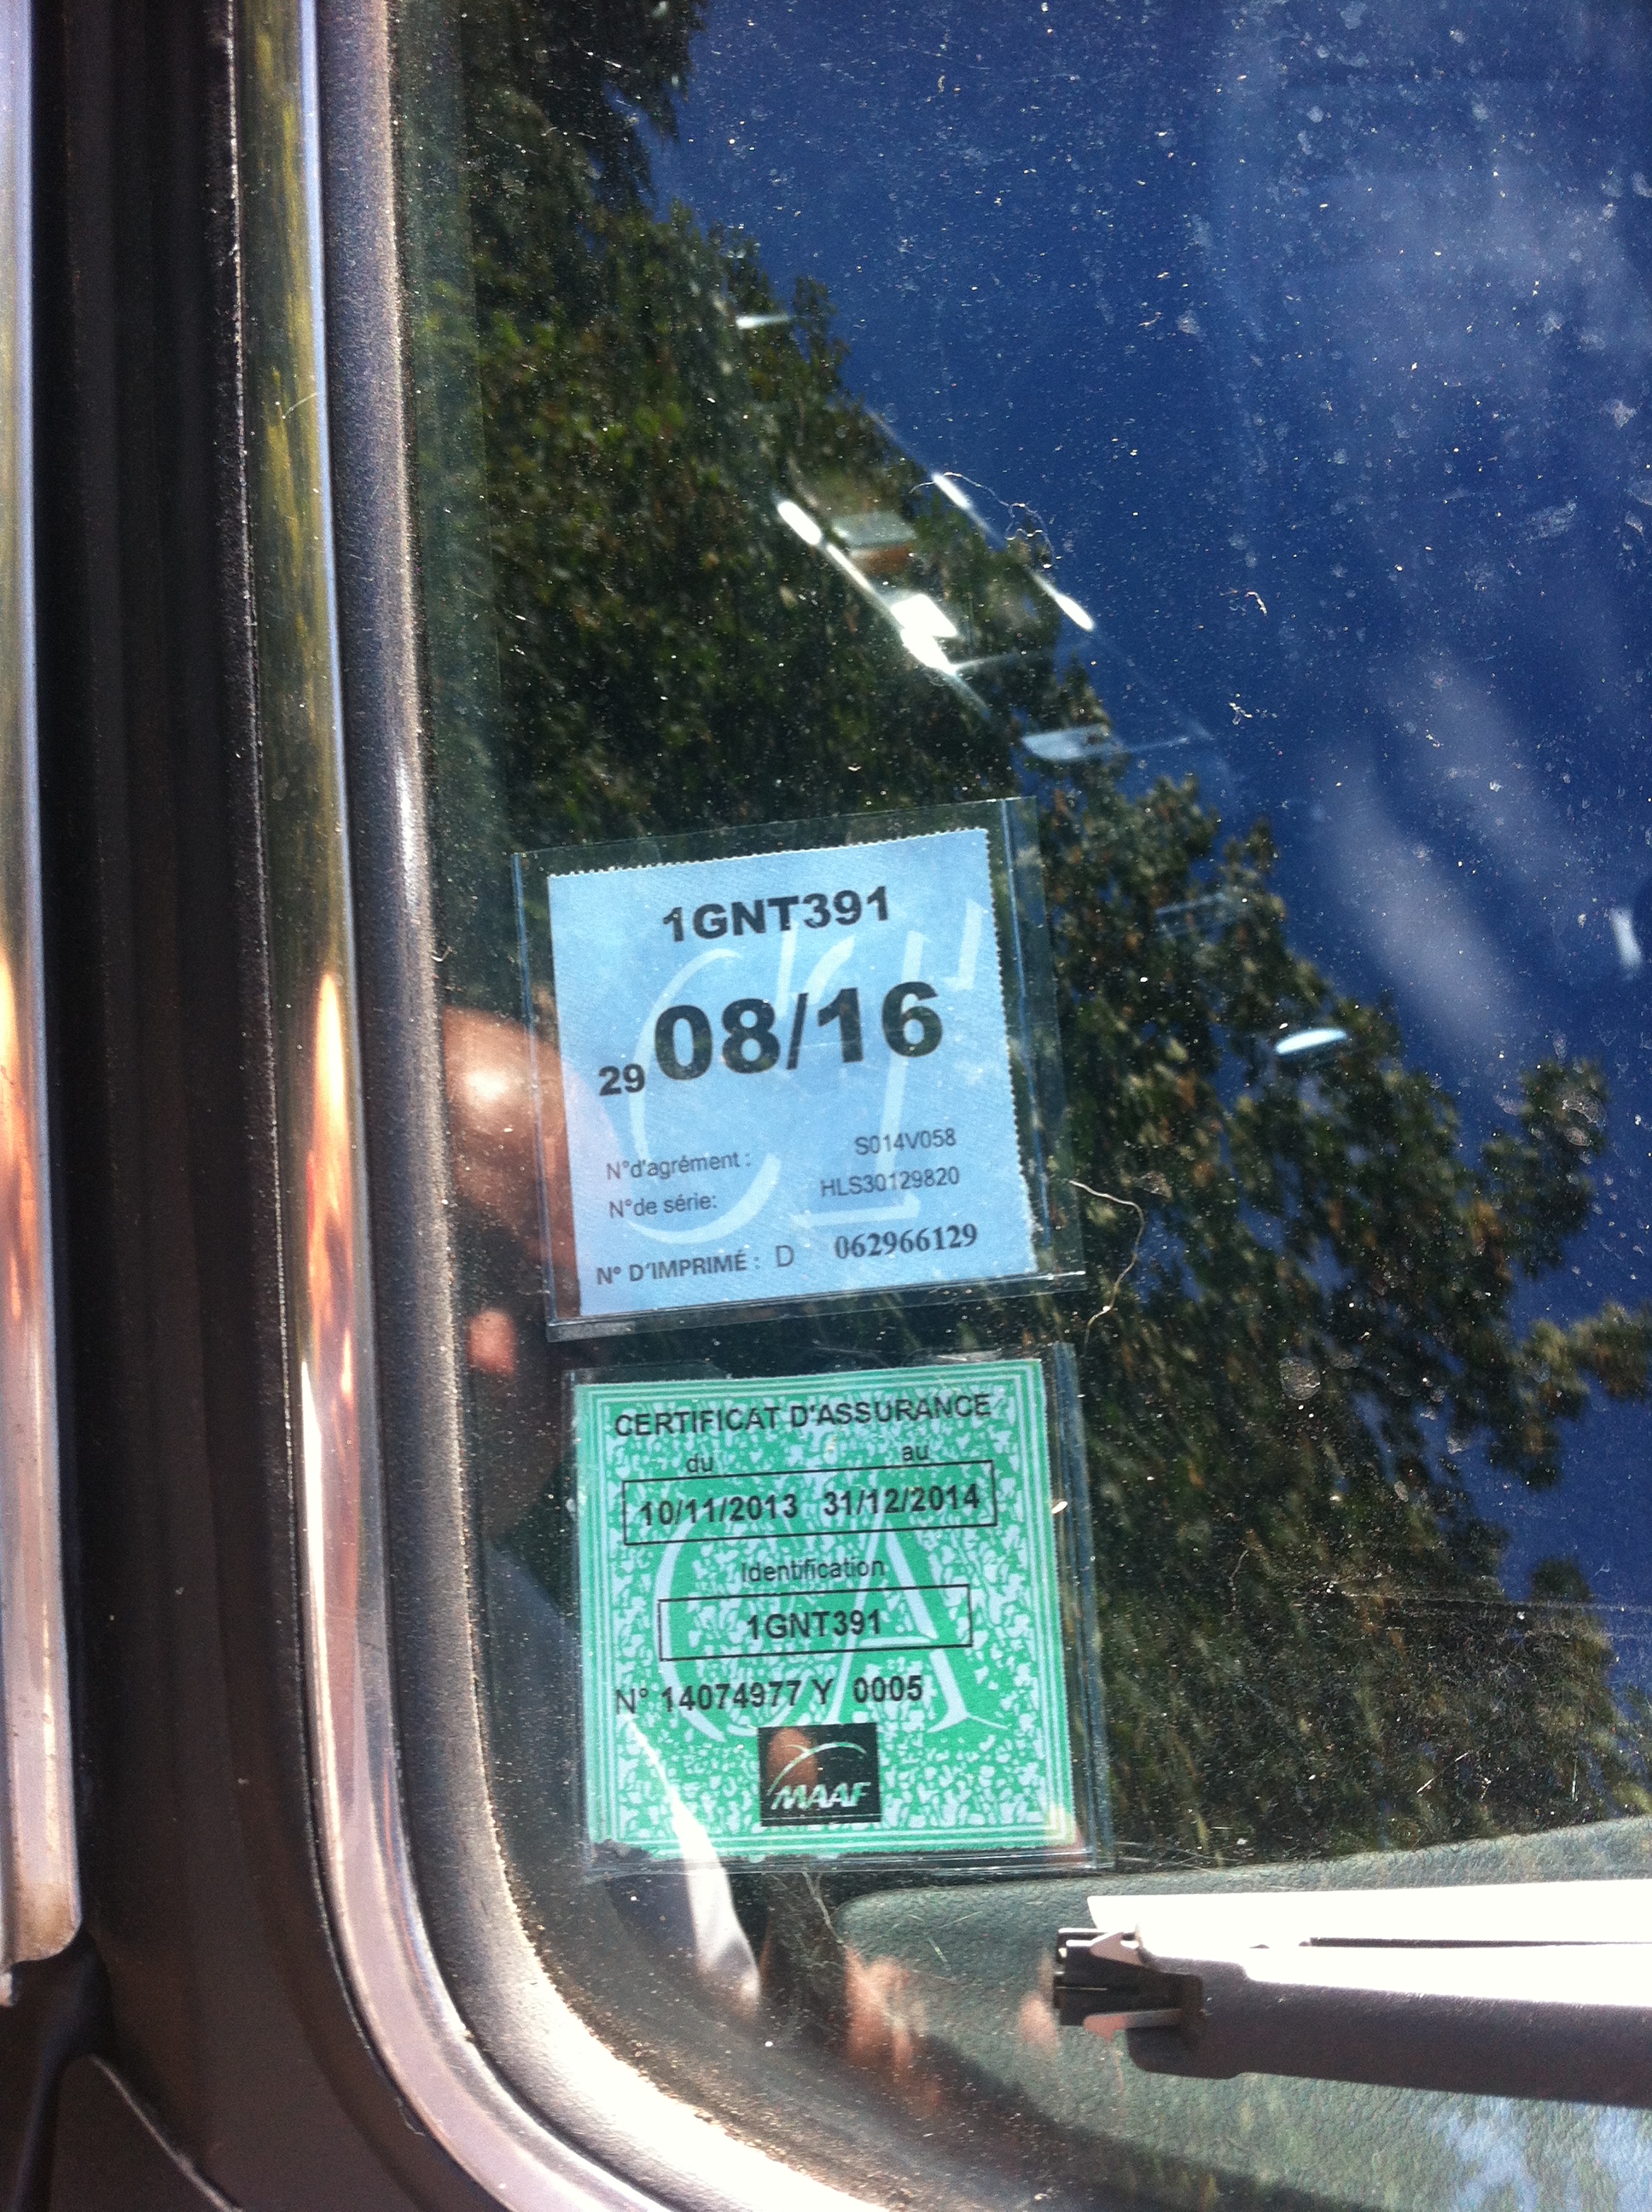 1GNT391
29 08/16
N°d'agrément : S014V058
N°de série: HLS30129820
N° D'IMPRIMÉ : D 062966129
CERTIFICAT D'ASSURANCE
du au
10/11/2013 31/12/2014
Identification
1GNT391
N° 14074977 Y 0005
MAAF